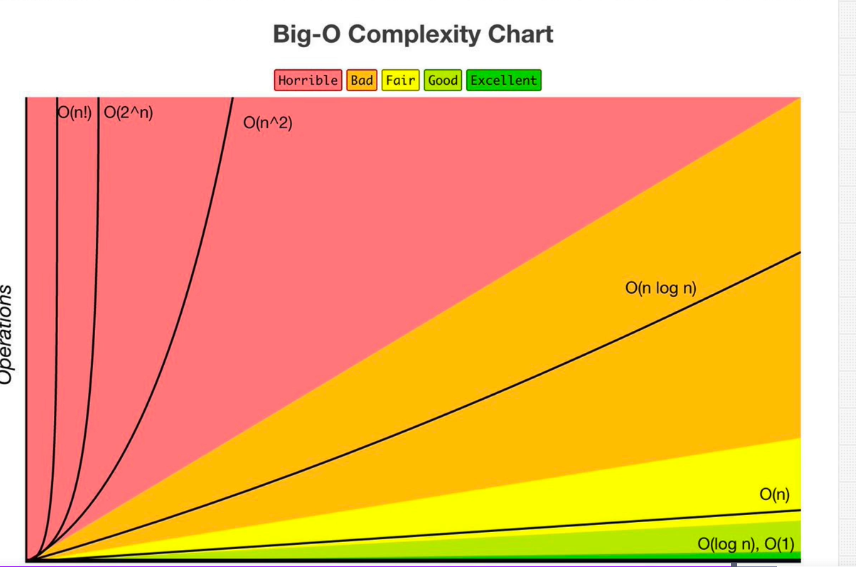 Big-O Complexity Chart
Horrible Bad Fair Good Excellent
O(n!) O(2^n)
O(n^2)
O(n log n)
Operations
O(n)
O(log n), O(1)